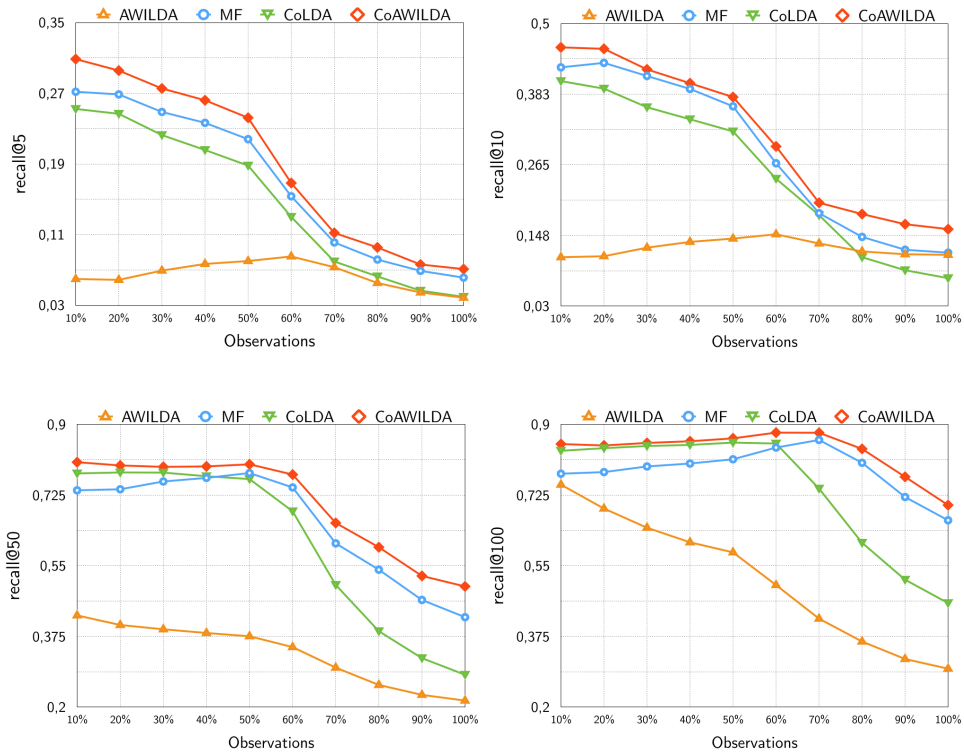 AWILDA MF CoLDA CoAWILDA
0,35
0,27
0,19
0,11
0,03
recall@5
10% 20% 30% 40% 50% 60% 70% 80% 90% 100%
Observations
AWILDA MF CoLDA CoAWILDA
0,5
0,383
0,265
0,148
0,03
recall@10
10% 20% 30% 40% 50% 60% 70% 80% 90% 100%
Observations
AWILDA MF CoLDA CoAWILDA
0,9
0,725
0,55
0,375
0,2
recall@50
10% 20% 30% 40% 50% 60% 70% 80% 90% 100%
Observations
AWILDA MF CoLDA CoAWILDA
0,9
0,725
0,55
0,375
0,2
recall@100
10% 20% 30% 40% 50% 60% 70% 80% 90% 100%
Observations